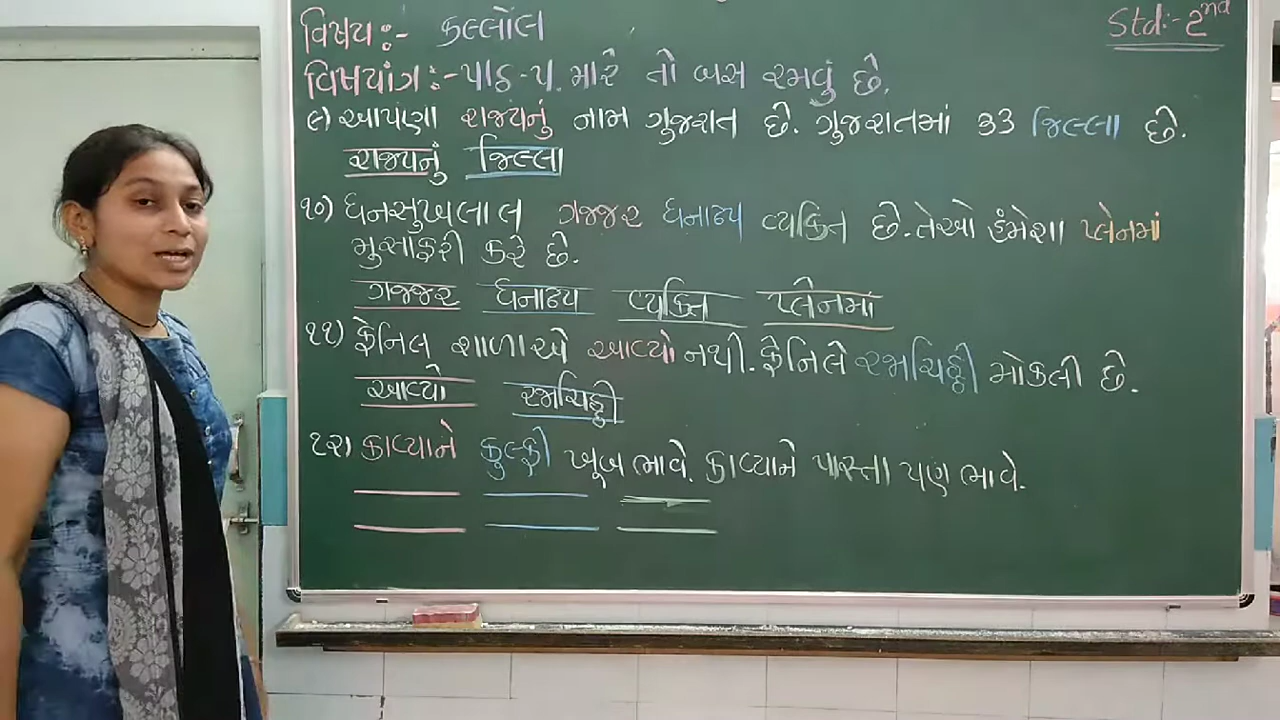 વિષય:- કલ્લોલ
Std:- 2nd
વિષયાંગ:- પાઠ-૫. મારે તો બસ રમવું છે.
૯) આપણા રાજ્યનું નામ ગુજરાત છે. ગુજરાતમાં ૩૩ જિલ્લા છે.
રાજ્યનું જિલ્લા
૧૦) ધનસુખલાલ ગજ્જર ધનાઢ્ય વ્યક્તિ છે. તેઓ હંમેશા પ્લેનમાં
મુસાફરી કરે છે.
ગજ્જર ધનાઢ્ય વ્યક્તિ પ્લેનમાં
૧૧) ફેનિલ શાળાએ આવ્યો નથી. ફેનિલે રમચિઠ્ઠી મોકલી છે.
આવ્યો રમચિઠ્ઠી
૧૨) કાવ્યાને કુલ્ફી ખૂબ ભાવે. કાવ્યાને પાસ્તા પણ ભાવે.